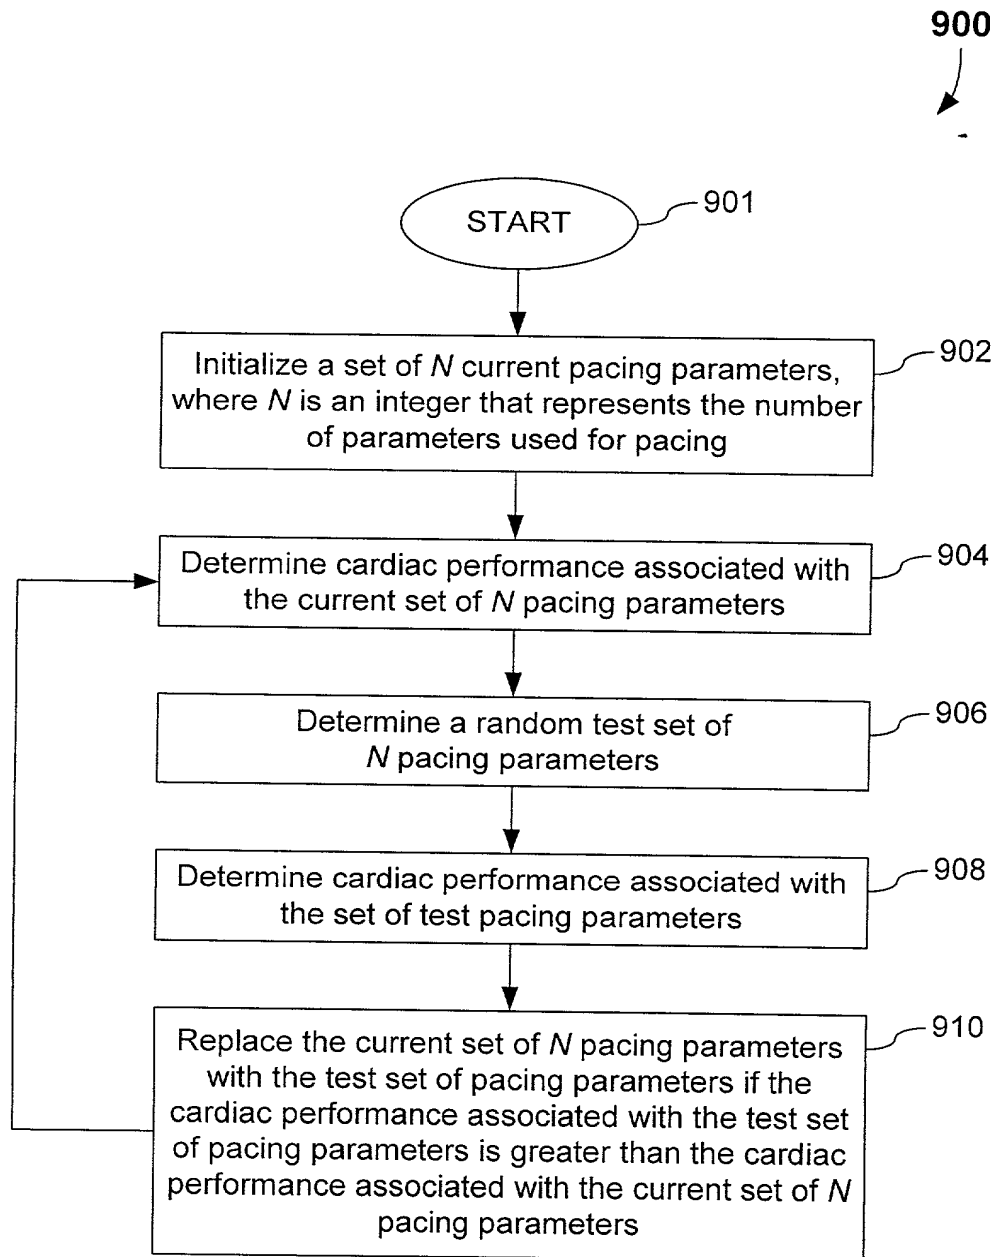 900
START
901
Initialize a set of N current pacing parameters,
where N is an integer that represents the number
of parameters used for pacing
902
Determine cardiac performance associated with
the current set of N pacing parameters
904
Determine a random test set of
N pacing parameters
906
Determine cardiac performance associated with
the set of test pacing parameters
908
Replace the current set of N pacing parameters
with the test set of pacing parameters if the
cardiac performance associated with the test set
of pacing parameters is greater than the cardiac
performance associated with the current set of N
pacing parameters
910